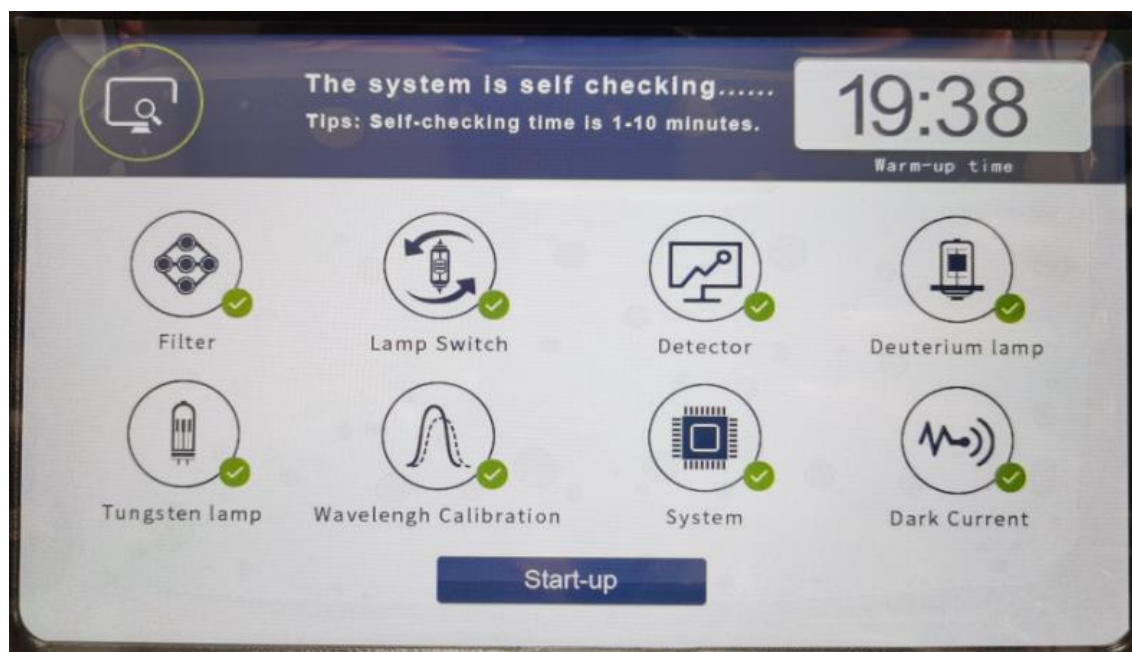 The system is self checking......
Tips: Self-checking time is 1-10 minutes.
19:38
Warm-up time
Filter
Lamp Switch
Detector
Deuterium lamp
Tungsten lamp
Wavelengh Calibration
System
Dark Current
Start-up